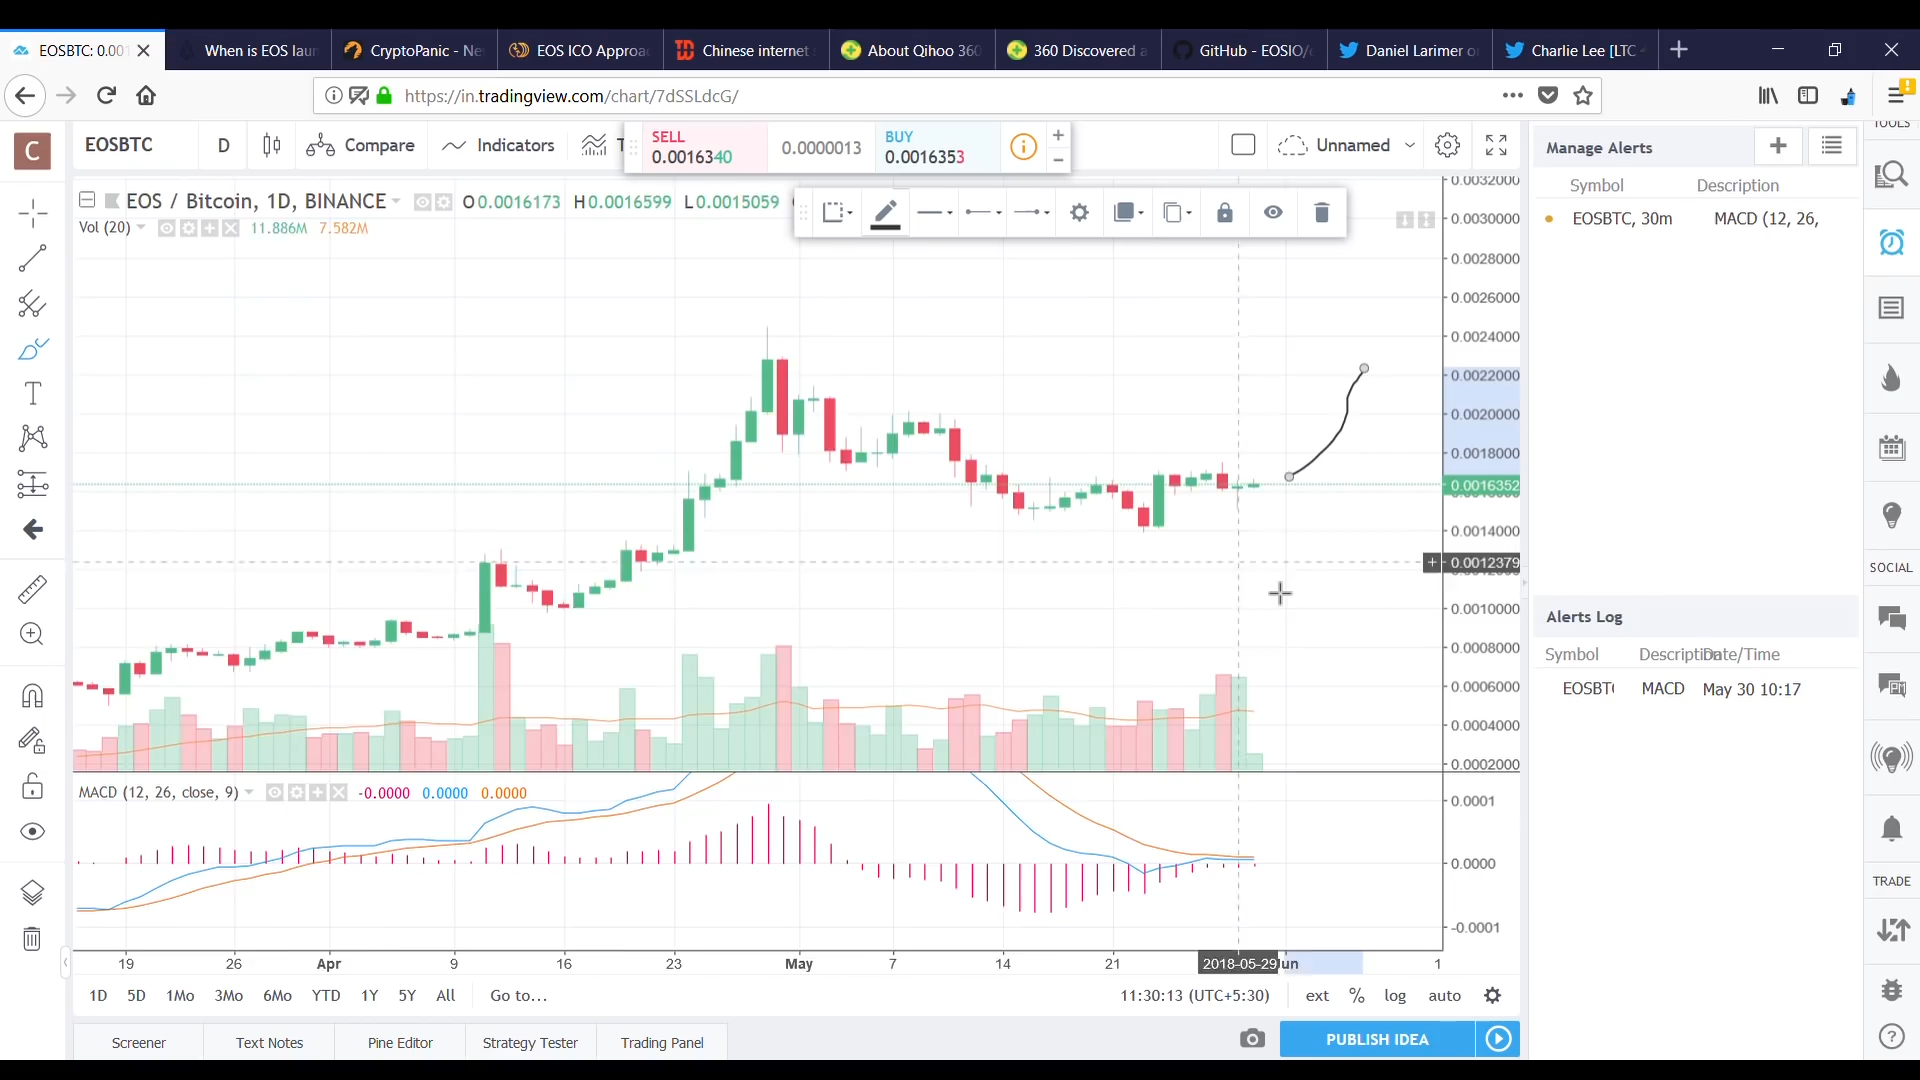 EOSBTC: 0.001
When is EOS laun
CryptoPanic - Ne
EOS ICO Approa
Chinese internet
About Qihoo 360
360 Discovered a
GitHub - EOSIO/
Daniel Larimer o
Charlie Lee [LTC
https://in.tradingview.com/chart/7dSSLdcG/
C
EOSBTC
D
Compare
Indicators
T
SELL
0.0016340
0.0000013
BUY
0.0016353
Unnamed
EOS / Bitcoin, 1D, BINANCE
O0.0016173 H0.0016599 L0.0015059
Vol (20)
11.886M 7.582M
0.0032000
0.0030000
0.0028000
0.0026000
0.0024000
0.0022000
0.0020000
0.0018000
0.0016352
0.0014000
0.0012379
0.0010000
0.0008000
0.0006000
0.0004000
0.0002000
MACD (12, 26, close, 9)
-0.0000 0.0000 0.0000
0.0001
0.0000
-0.0001
19 26 Apr 9 16 23 May 7 14 21 2018-05-29 Jun 1
1D 5D 1Mo 3Mo 6Mo YTD 1Y 5Y All Go to...
11:30:13 (UTC+5:30) ext % log auto
Screener
Text Notes
Pine Editor
Strategy Tester
Trading Panel
PUBLISH IDEA
Manage Alerts
Symbol Description
EOSBTC, 30m MACD (12, 26,
Alerts Log
Symbol Description Date/Time
EOSBT MACD May 30 10:17
TOOLS
SOCIAL
TRADE